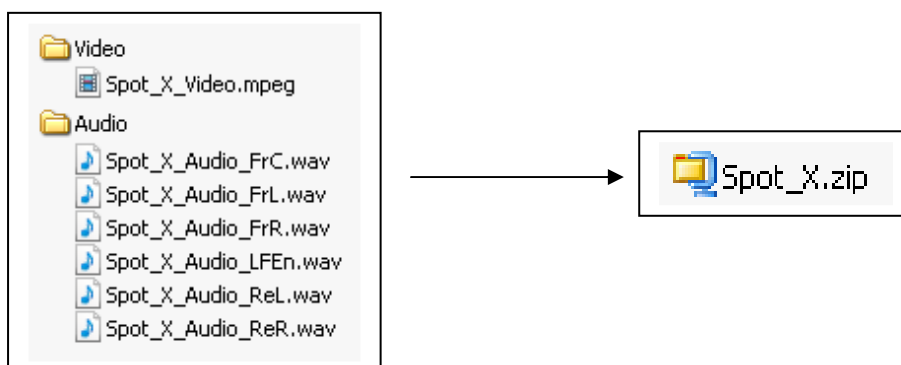 Video
Spot_X_Video.mpeg
Audio
Spot_X_Audio_FrC.wav
Spot_X_Audio_FrL.wav
Spot_X_Audio_FrR.wav
Spot_X_Audio_LFEn.wav
Spot_X_Audio_ReL.wav
Spot_X_Audio_ReR.wav
Spot_X.zip